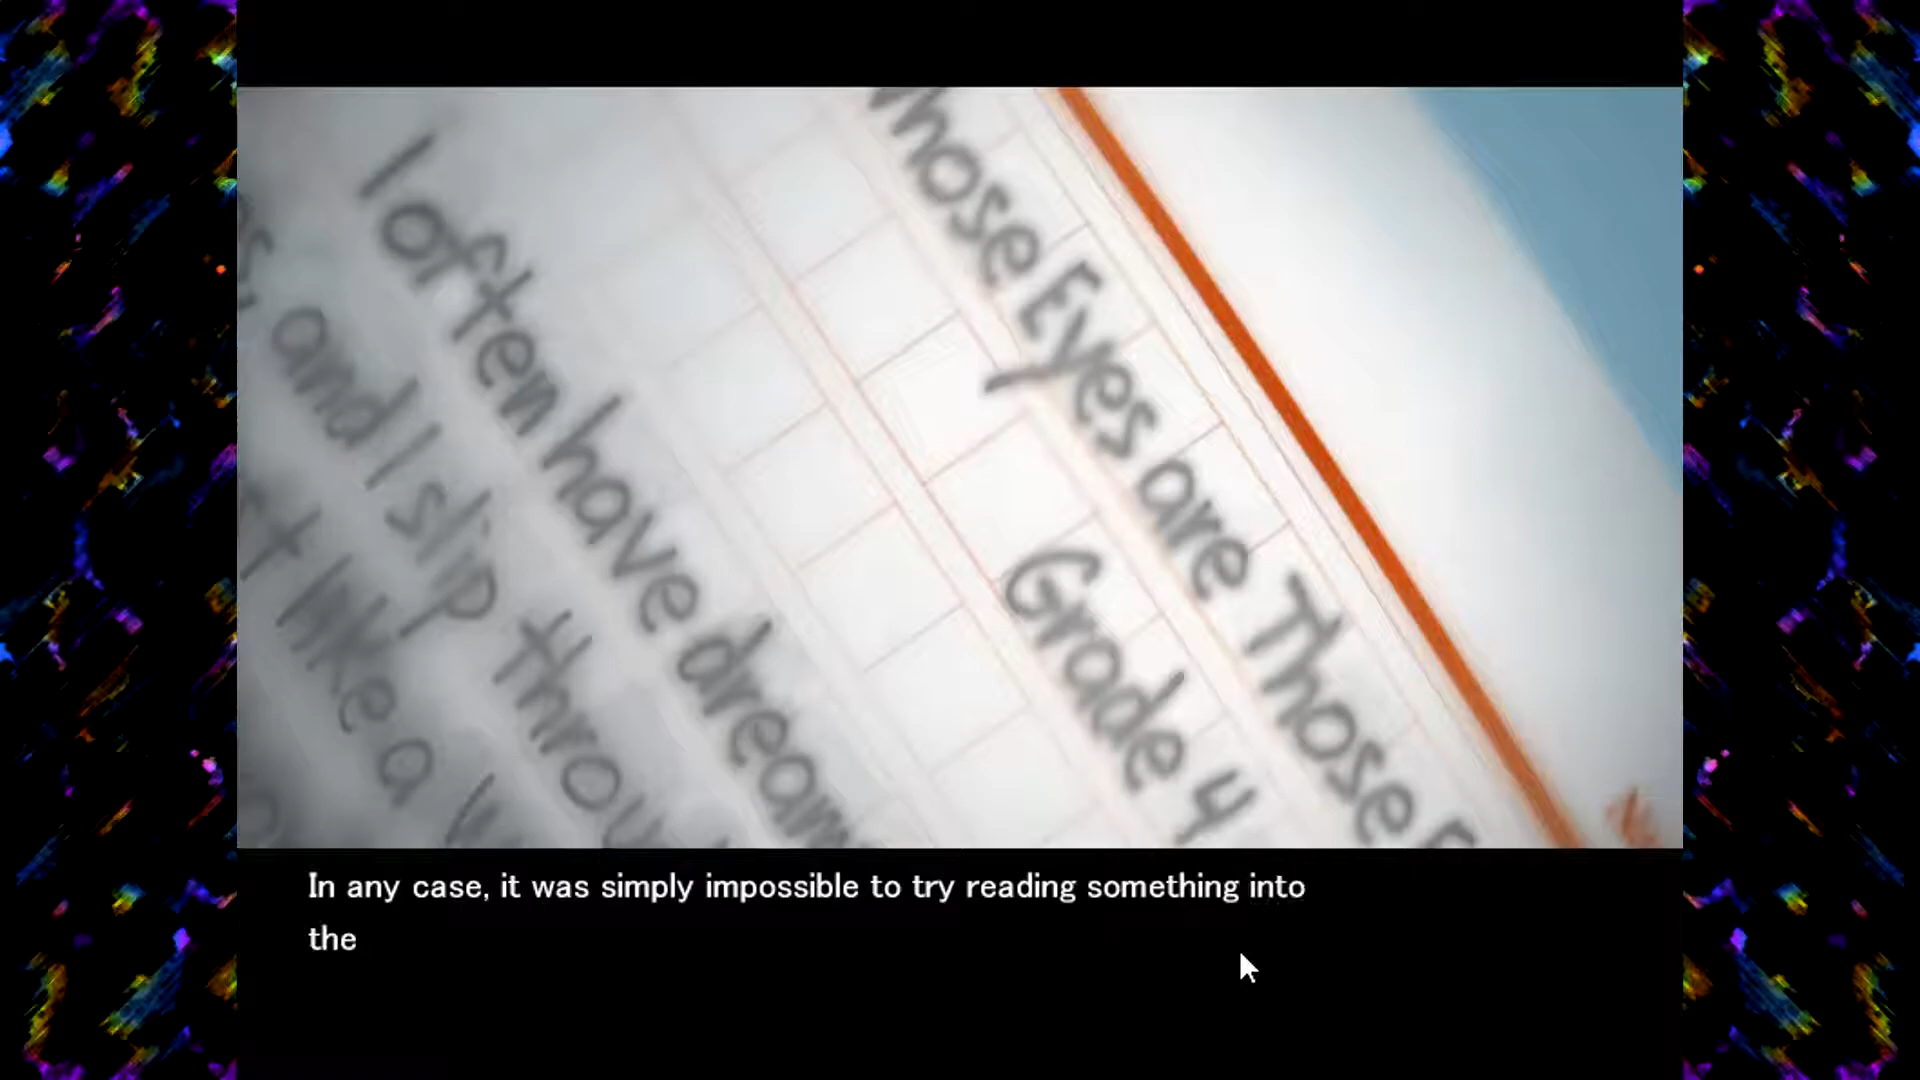 Whose Eyes are Those
Grade 4
I often have dream
and I slip throu
like a
In any case, it was simply impossible to try reading something into
the